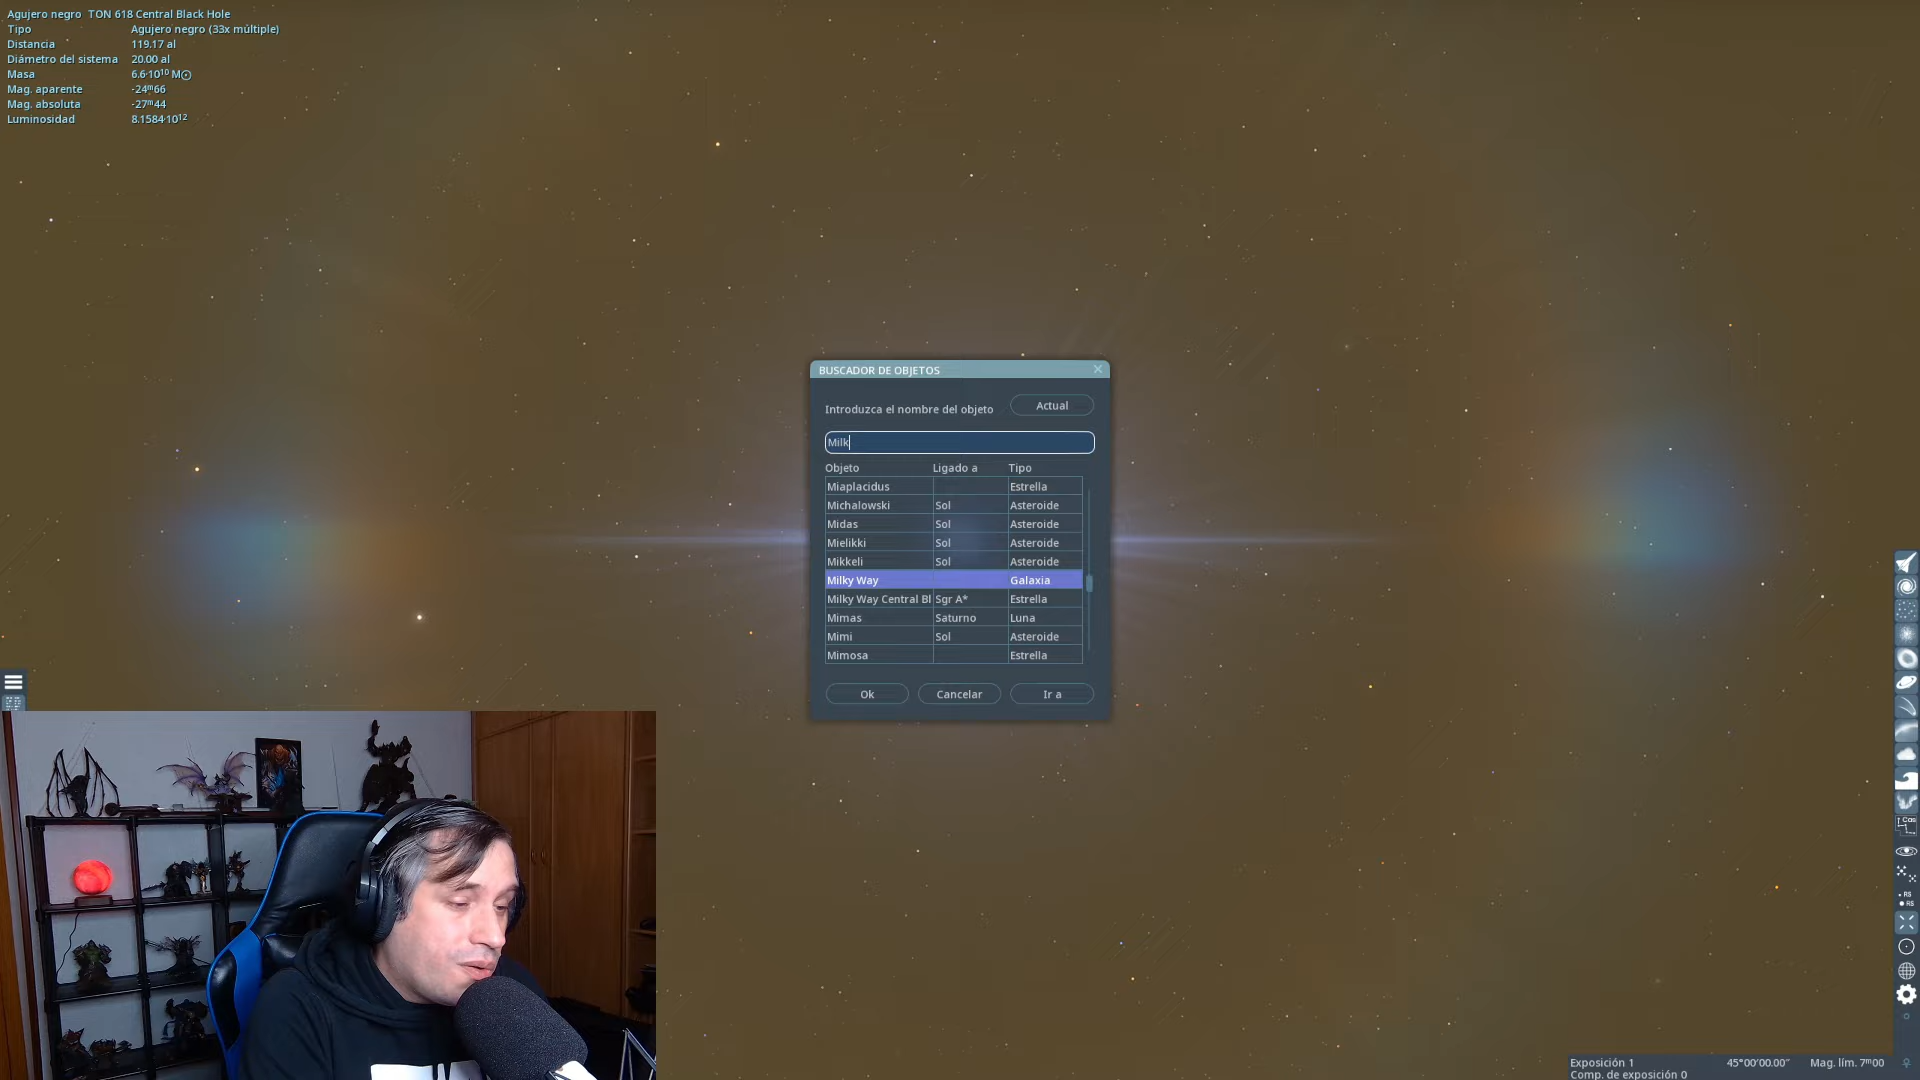 Agujero negro TON 618 Central Black Hole
Tipo Agujero negro (33x múltiple)
Distancia 119.17 al
Diámetro del sistema 20.00 al
Masa 6.6·10¹⁰ M☉
Mag. aparente -24ᵐ66
Mag. absoluta -27ᵐ44
Luminosidad 8.1584·10¹²
BUSCADOR DE OBJETOS
Introduzca el nombre del objeto Actual
Milk
Objeto Ligado a Tipo
Miaplacidus Estrella
Michalowski Sol Asteroide
Midas Sol Asteroide
Mielikki Sol Asteroide
Mikkeli Sol Asteroide
Milky Way Galaxia
Milky Way Central Bl Sgr A* Estrella
Mimas Saturno Luna
Mimi Sol Asteroide
Mimosa Estrella
Ok Cancelar Ir a
Cas
RS
RS
Exposición 1 45°00'00.00" Mag. lím. 7ᵐ00
Comp. de exposición 0